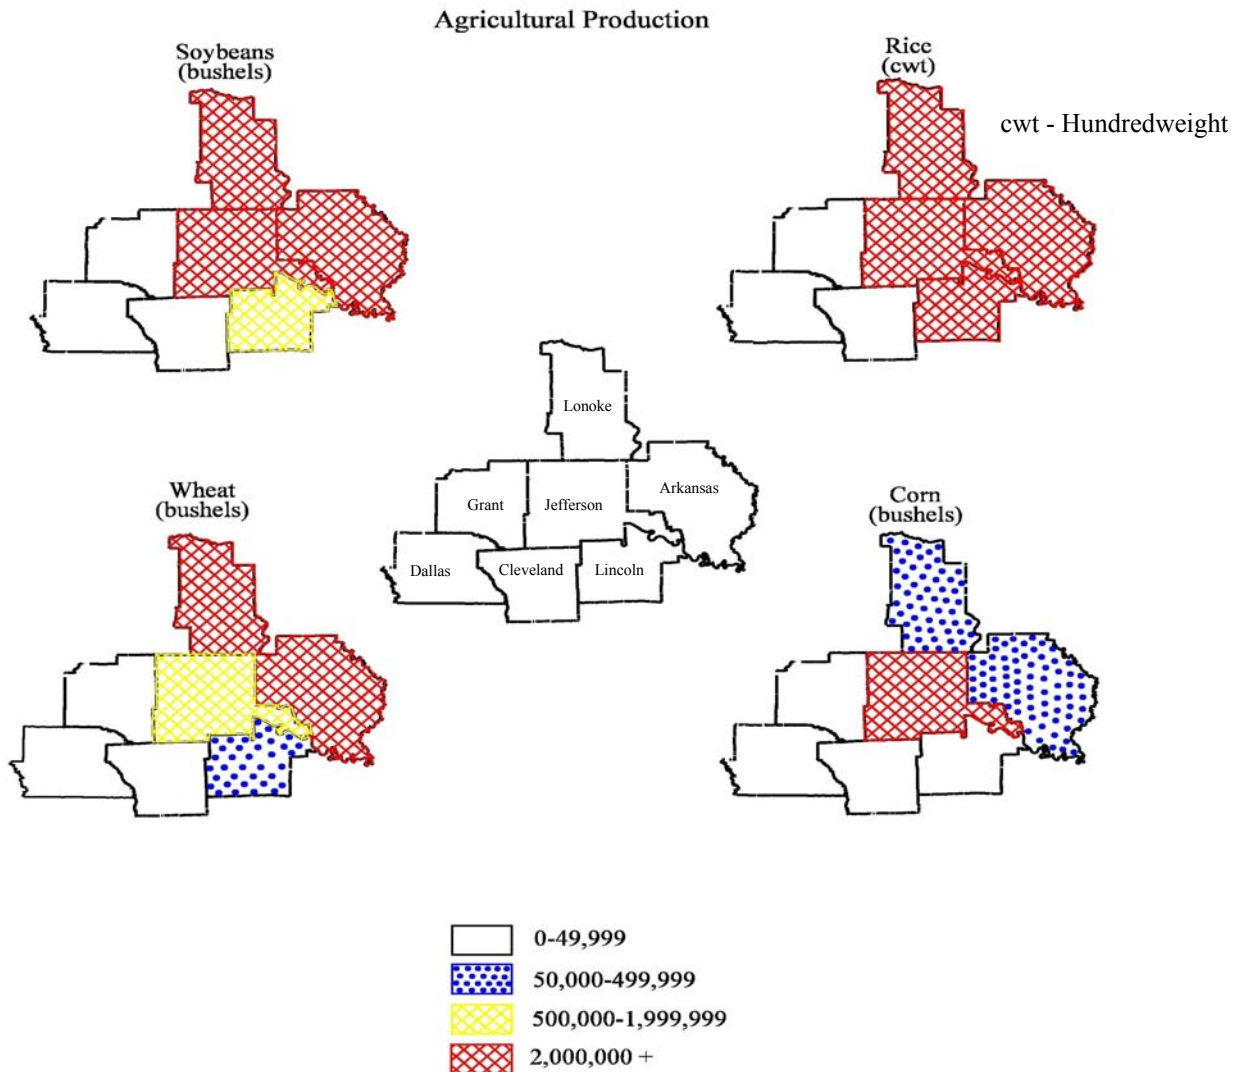 Agricultural Production
Soybeans
(bushels)
Rice
(cwt)
cwt - Hundredweight
Lonoke
Grant
Jefferson
Arkansas
Dallas
Cleveland
Lincoln
Wheat
(bushels)
Corn
(bushels)
0-49,999
50,000-499,999
500,000-1,999,999
2,000,000 +